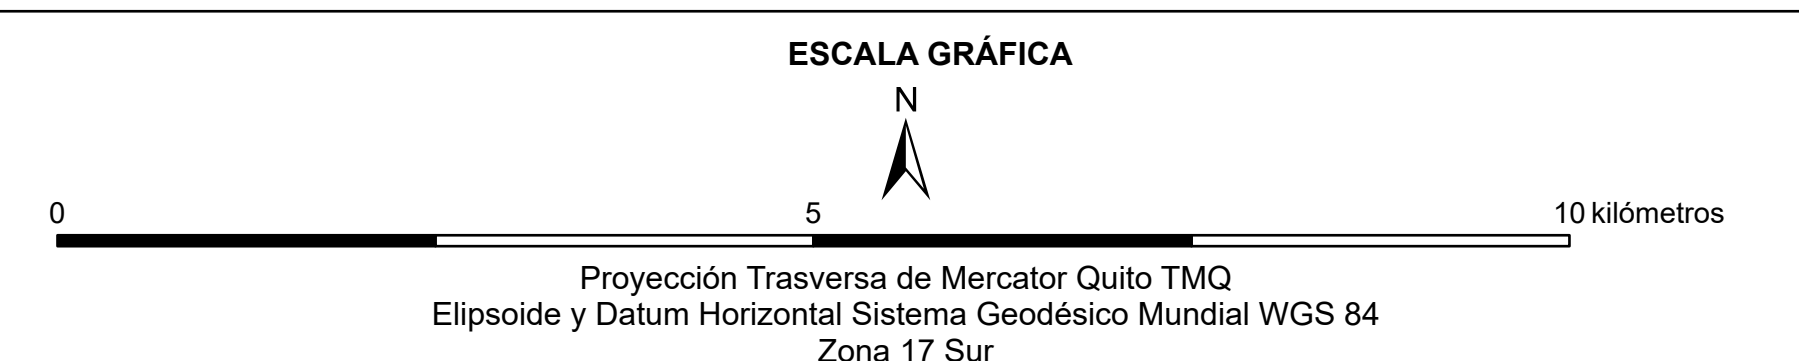 ESCALA GRÁFICA
N
0 5 10 kilómetros
Proyección Trasversa de Mercator Quito TMQ
Elipsoide y Datum Horizontal Sistema Geodésico Mundial WGS 84
Zona 17 Sur